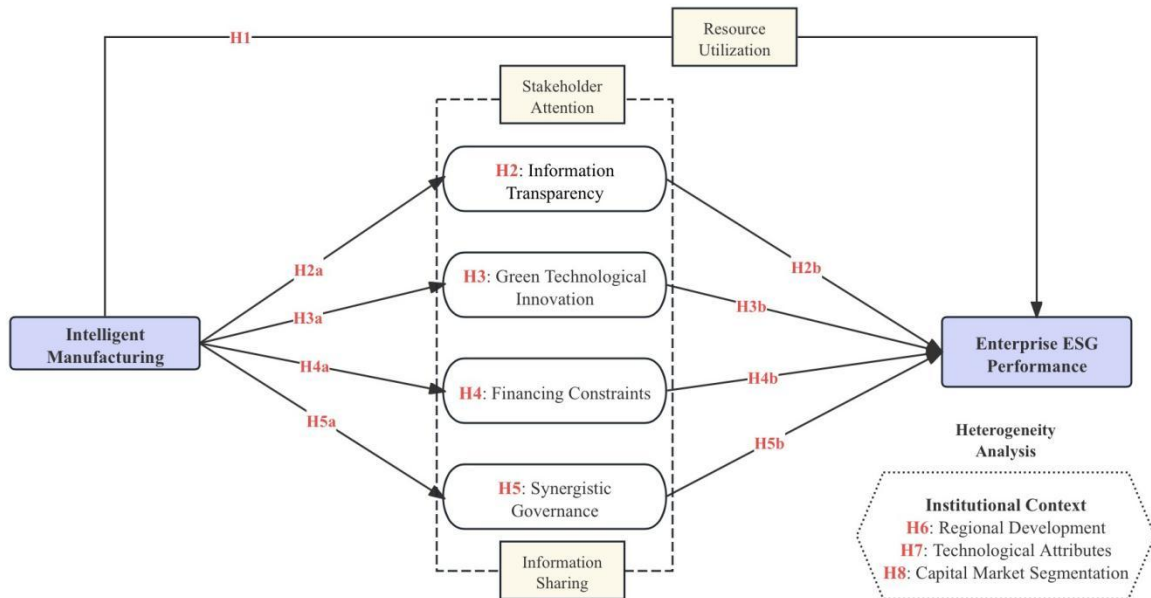 H1
Resource
Utilization
Stakeholder
Attention
H2: Information
Transparency
H2a
H2b
H3: Green Technological
Innovation
H3a
H3b
Intelligent
Manufacturing
Enterprise ESG
Performance
H4a
H4: Financing Constraints
H4b
H5a
H5b
H5: Synergistic
Governance
Information
Sharing
Heterogeneity
Analysis
Institutional Context
H6: Regional Development
H7: Technological Attributes
H8: Capital Market Segmentation